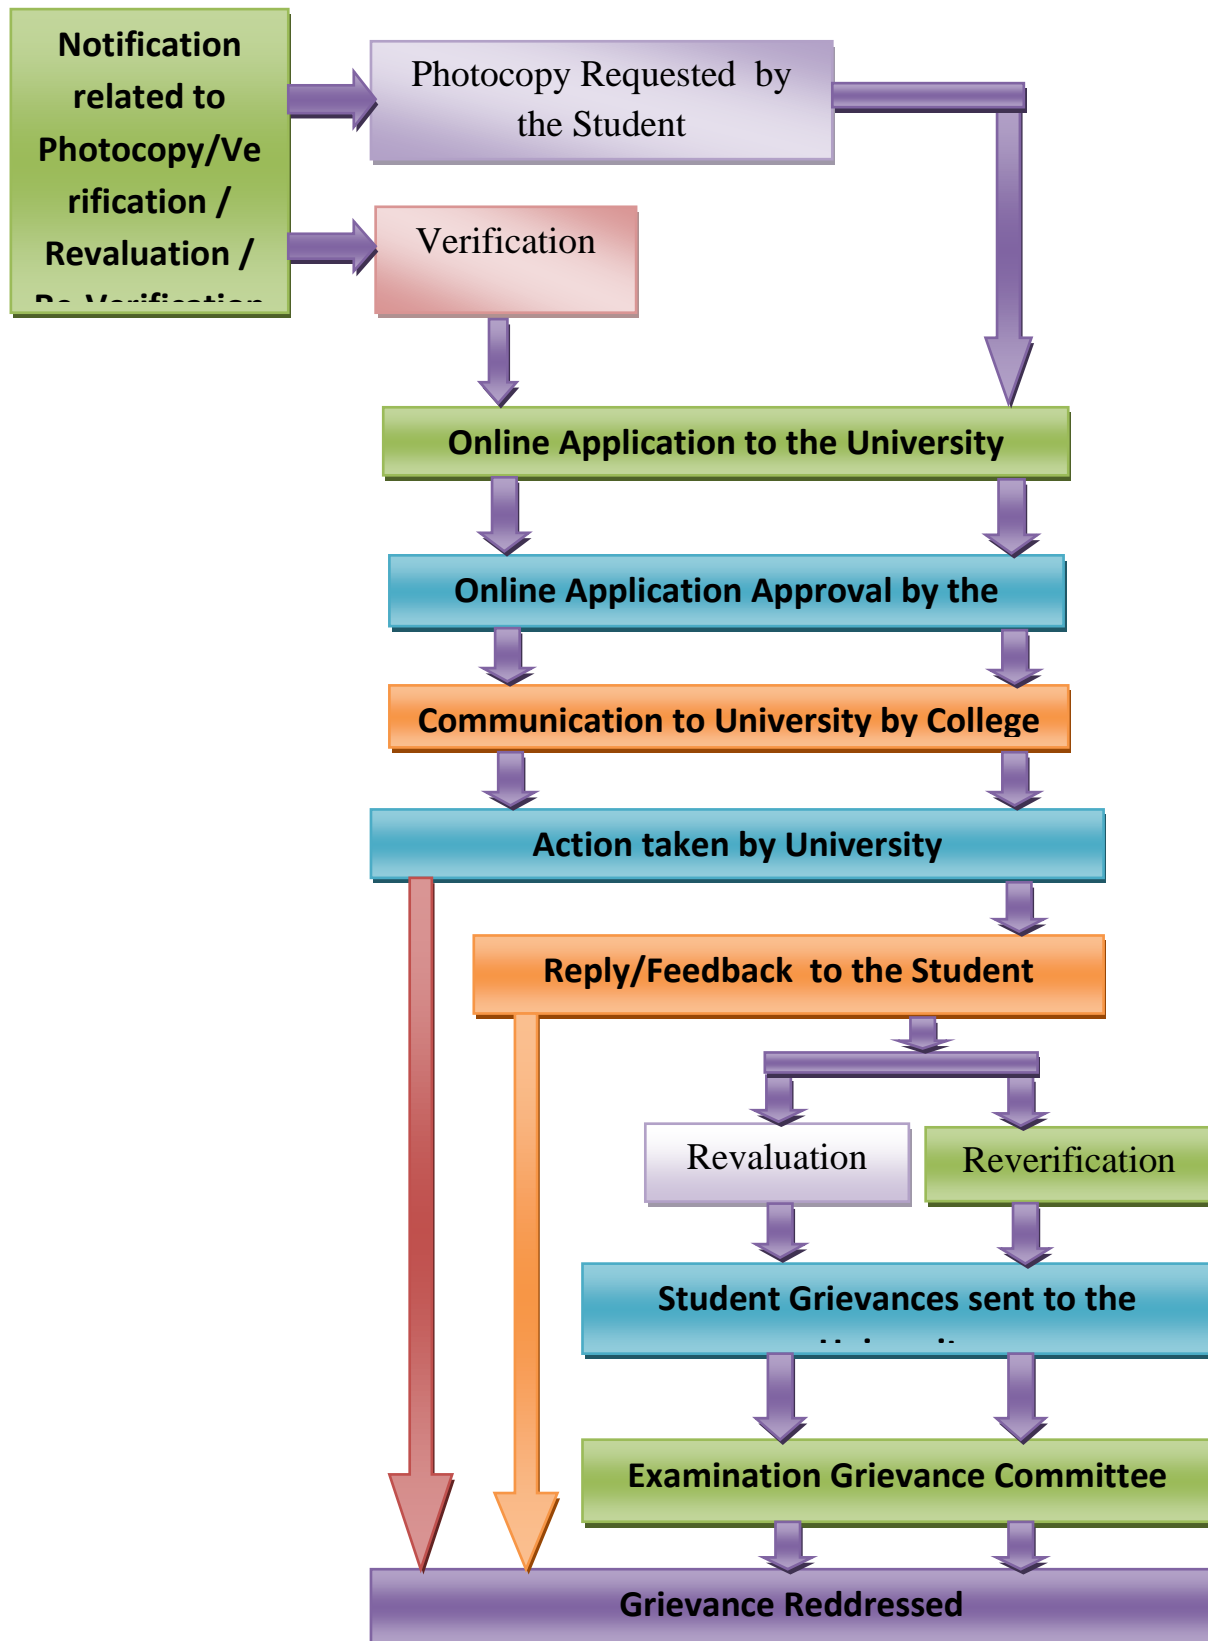 Notification
related to
Photocopy/Ve
rification /
Revaluation /
Re-Verification
Photocopy Requested by
the Student
Verification
Online Application to the University
Online Application Approval by the
Communication to University by College
Action taken by University
Reply/Feedback to the Student
Revaluation
Reverification
Student Grievances sent to the
Examination Grievance Committee
Grievance Reddressed